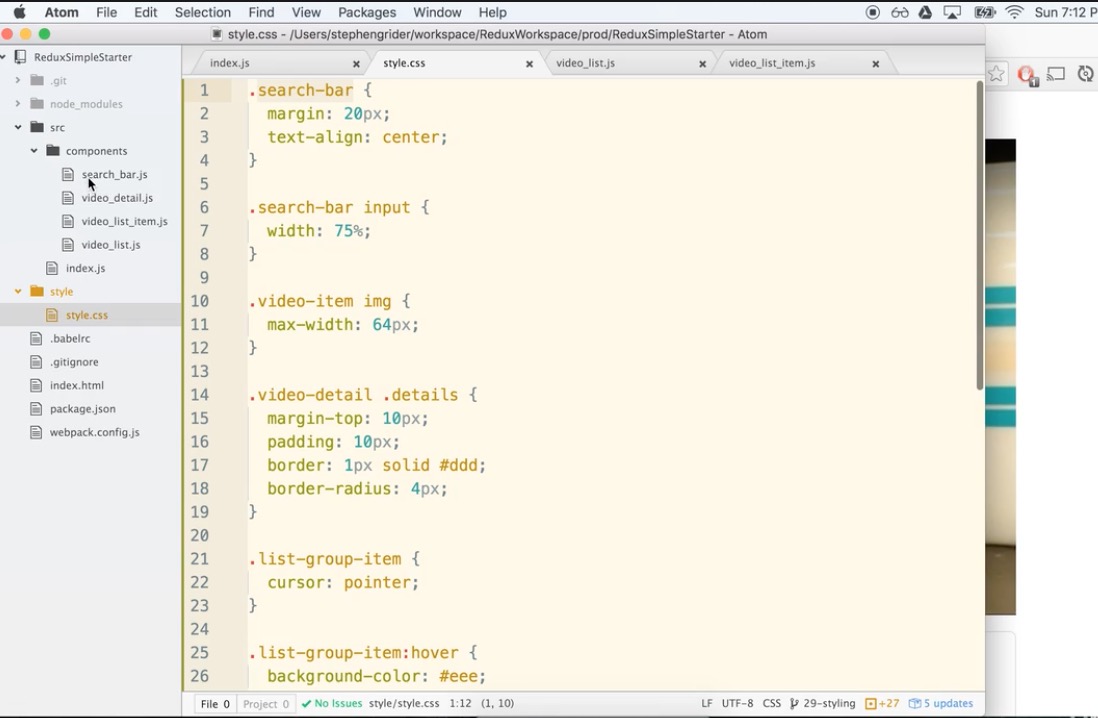 Atom File Edit Selection Find View Packages Window Help Sun 7:12 P
style.css - /Users/stephengrider/workspace/ReduxWorkspace/prod/ReduxSimpleStarter - Atom
ReduxSimpleStarter
.git
node_modules
src
components
search_bar.js
video_detail.js
video_list_item.js
video_list.js
index.js
style
style.css
.babelrc
.gitignore
index.html
package.json
webpack.config.js
index.js × style.css × video_list.js × video_list_item.js ×
1 .search-bar {
2 margin: 20px;
3 text-align: center;
4 }
5
6 .search-bar input {
7 width: 75%;
8 }
9
10 .video-item img {
11 max-width: 64px;
12 }
13
14 .video-detail .details {
15 margin-top: 10px;
16 padding: 10px;
17 border: 1px solid #ddd;
18 border-radius: 4px;
19 }
20
21 .list-group-item {
22 cursor: pointer;
23 }
24
25 .list-group-item:hover {
26 background-color: #eee;
File 0 Project 0 ✓ No Issues style/style.css 1:12 (1, 10) LF UTF-8 CSS 29-styling +27 5 updates